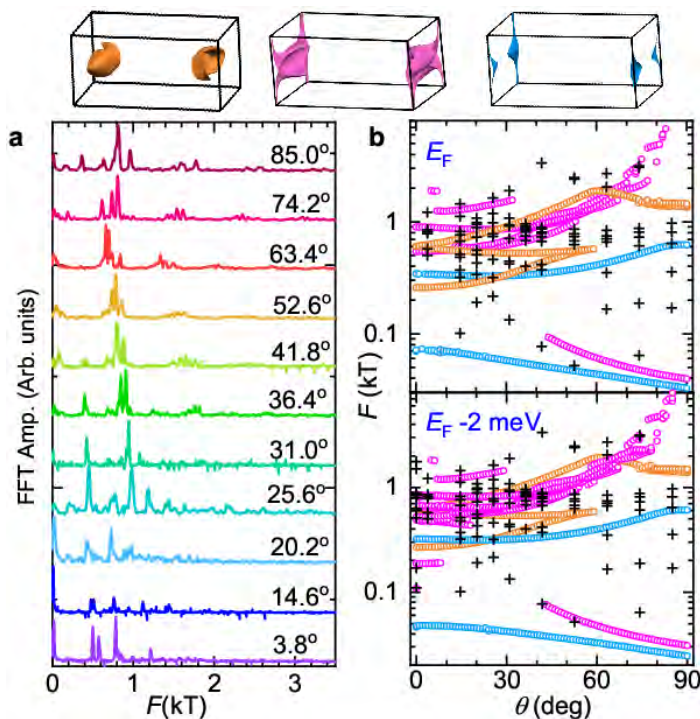 a
85.0°
74.2°
63.4°
52.6°
41.8°
36.4°
31.0°
25.6°
20.2°
14.6°
3.8°
FFT Amp. (Arb. units)
0 1 2 3
F(kT)
b
E_F
1
0.1
F (kT)
E_F -2 meV
1
0.1
0 30 60 90
θ (deg)